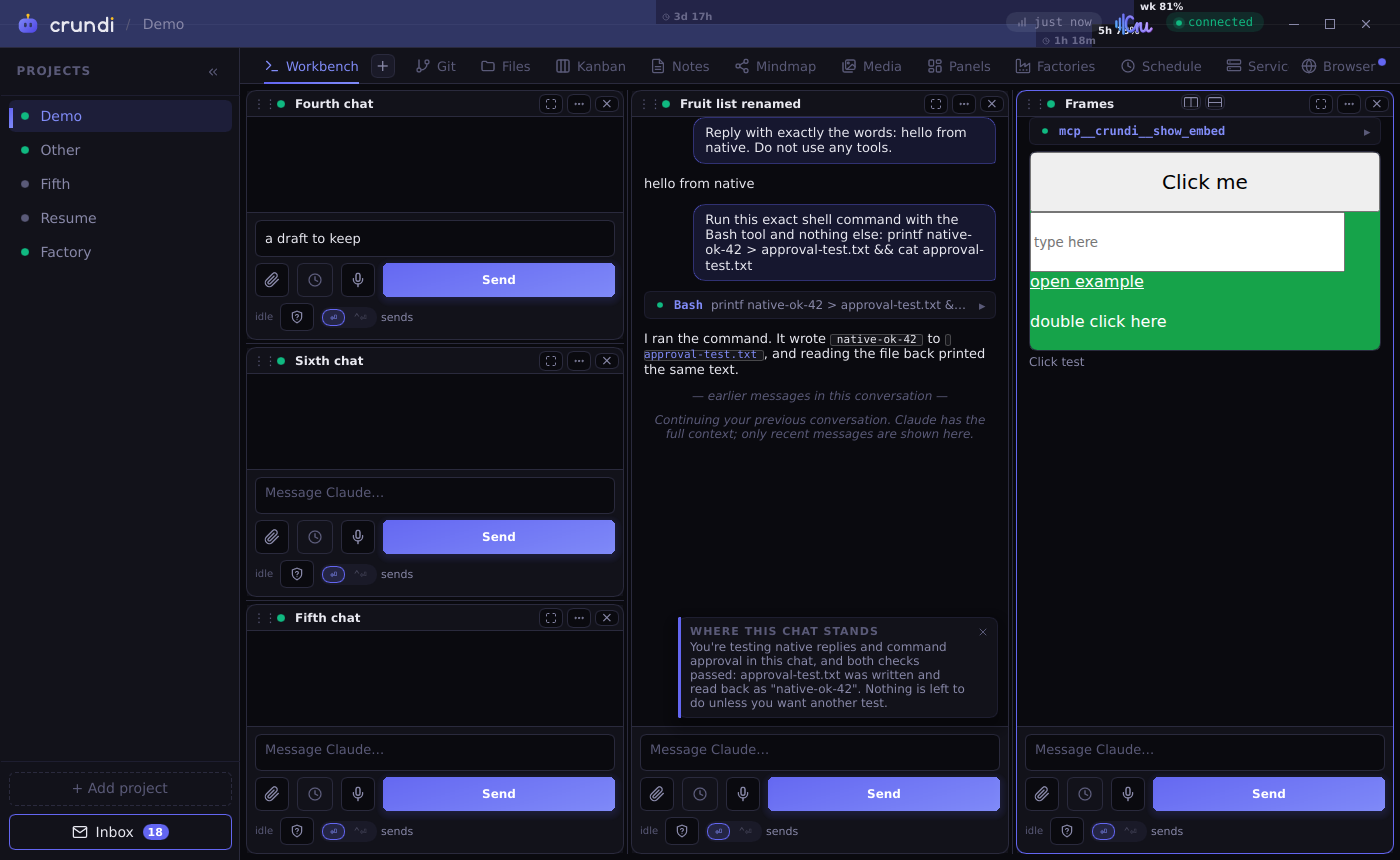 crundi / Demo
3d 17h
just now
wk 81%
5h
connected
1h 18m
PROJECTS
Demo
Other
Fifth
Resume
Factory
+ Add project
Inbox 18
Workbench
+
Git
Files
Kanban
Notes
Mindmap
Media
Panels
Factories
Schedule
Servic
Browser
Fourth chat
a draft to keep
Send
idle
sends
Sixth chat
Message Claude...
Send
idle
sends
Fifth chat
Message Claude...
Send
idle
sends
Fruit list renamed
Reply with exactly the words: hello from
native. Do not use any tools.
hello from native
Run this exact shell command with the
Bash tool and nothing else: printf native-
ok-42 > approval-test.txt && cat approval-
test.txt
Bash printf native-ok-42 > approval-test.txt &...
I ran the command. It wrote native-ok-42 to
approval-test.txt, and reading the file back printed
the same text.
— earlier messages in this conversation —
Continuing your previous conversation. Claude has the
full context; only recent messages are shown here.
WHERE THIS CHAT STANDS
You're testing native replies and command
approval in this chat, and both checks
passed: approval-test.txt was written and
read back as "native-ok-42". Nothing is left to
do unless you want another test.
Message Claude...
Send
idle
sends
Frames
mcp__crundi__show_embed
Click me
type here
open example
double click here
Click test
Message Claude...
Send
idle
sends